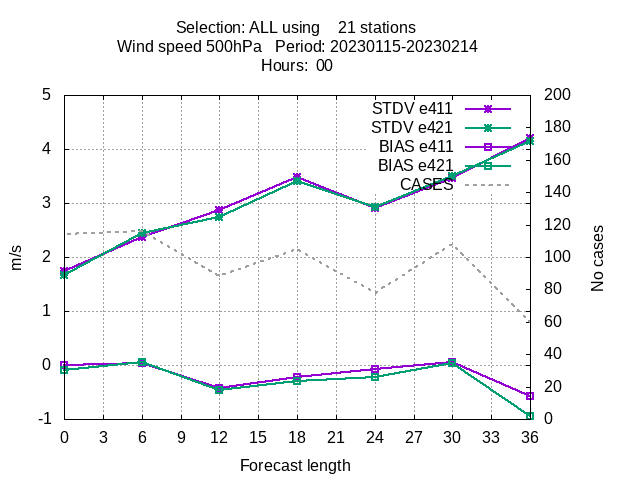 Selection: ALL using    21 stations
Wind speed 500hPa   Period: 20230115-20230214
Hours:  00
STDV e411
STDV e421
BIAS e411
BIAS e421
CASES
5
4
3
2
1
0
-1
m/s
200
180
160
140
120
100
80
60
40
20
0
No cases
0 3 6 9 12 15 18 21 24 27 30 33 36
Forecast length